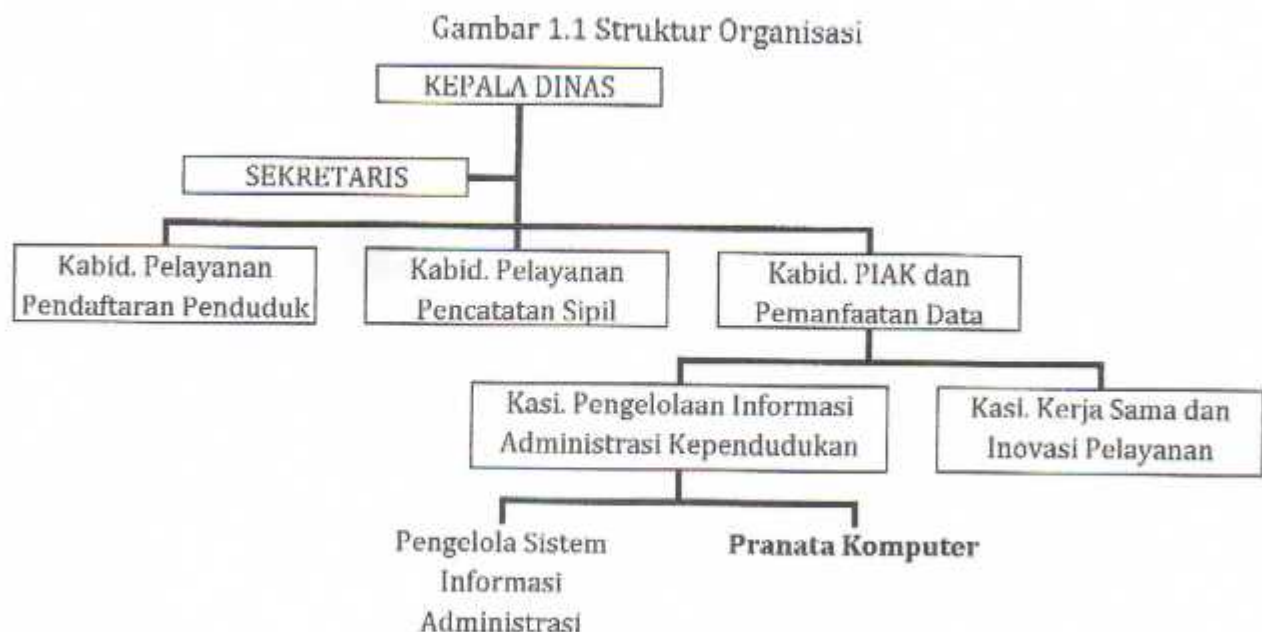 Gambar 1.1 Struktur Organisasi
KEPALA DINAS
SEKRETARIS
Kabid. Pelayanan
Pendaftaran Penduduk
Kabid. Pelayanan
Pencatatan Sipil
Kabid. PIAK dan
Pemanfaatan Data
Kasi. Pengelolaan Informasi
Administrasi Kependudukan
Kasi. Kerja Sama dan
Inovasi Pelayanan
Pengelola Sistem
Informasi
Administrasi
Pranata Komputer